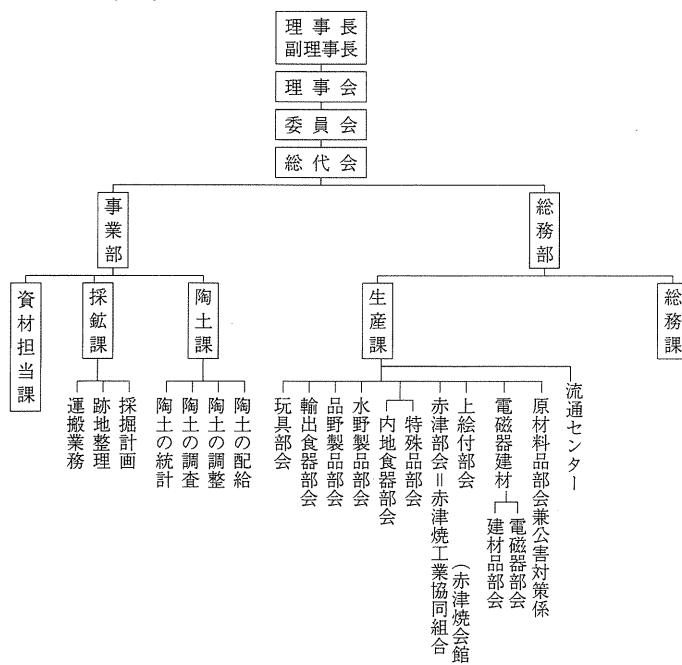 理事長
副理事長
理事会
委員会
総代会
総務部
事業部
総務課
生産課
陶土課
採鉱課
資材担当課
流通センター
原材料品部会兼公害対策係
電磁器建材
電磁器部会
建材品部会
上絵付部会
(赤津焼会館
赤津部会=赤津焼工業協同組合
特殊品部会
内地食器部会
水野製品部会
品野製品部会
輸出食器部会
玩具部会
陶土の配給
陶土の調整
陶土の調査
陶土の統計
採掘計画
跡地整理
運搬業務